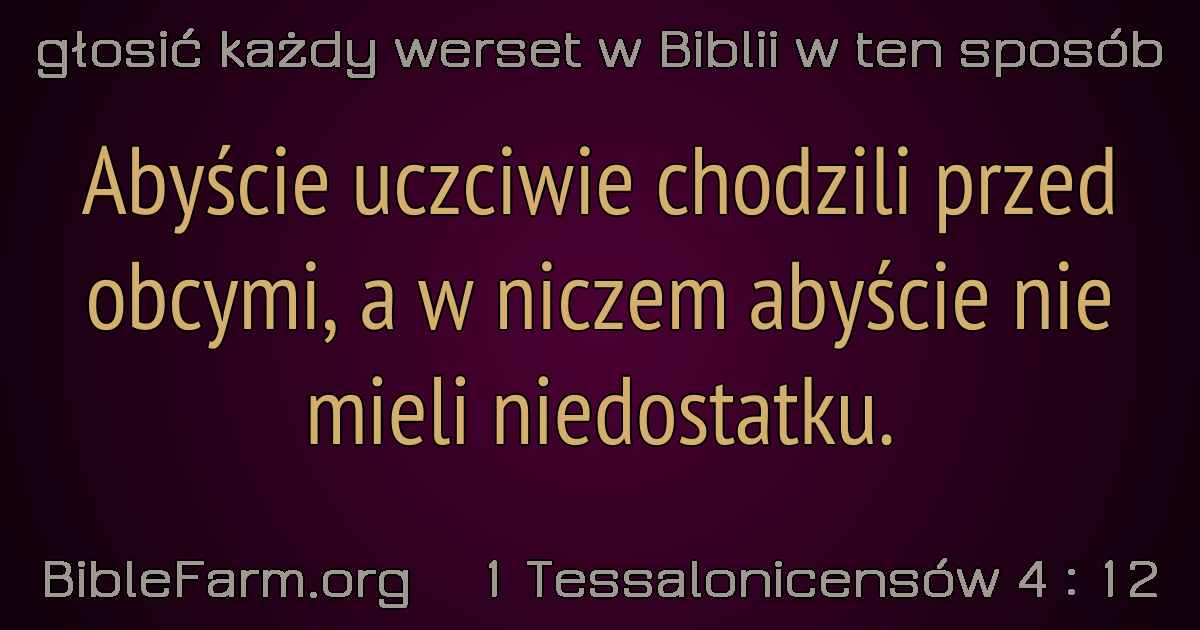 głosić każdy werset w Biblii w ten sposób
Abyście uczciwie chodzili przed
obcymi, a w niczem abyście nie
mieli niedostatku.
BibleFarm.org 1 Tessalonicensów 4 : 12